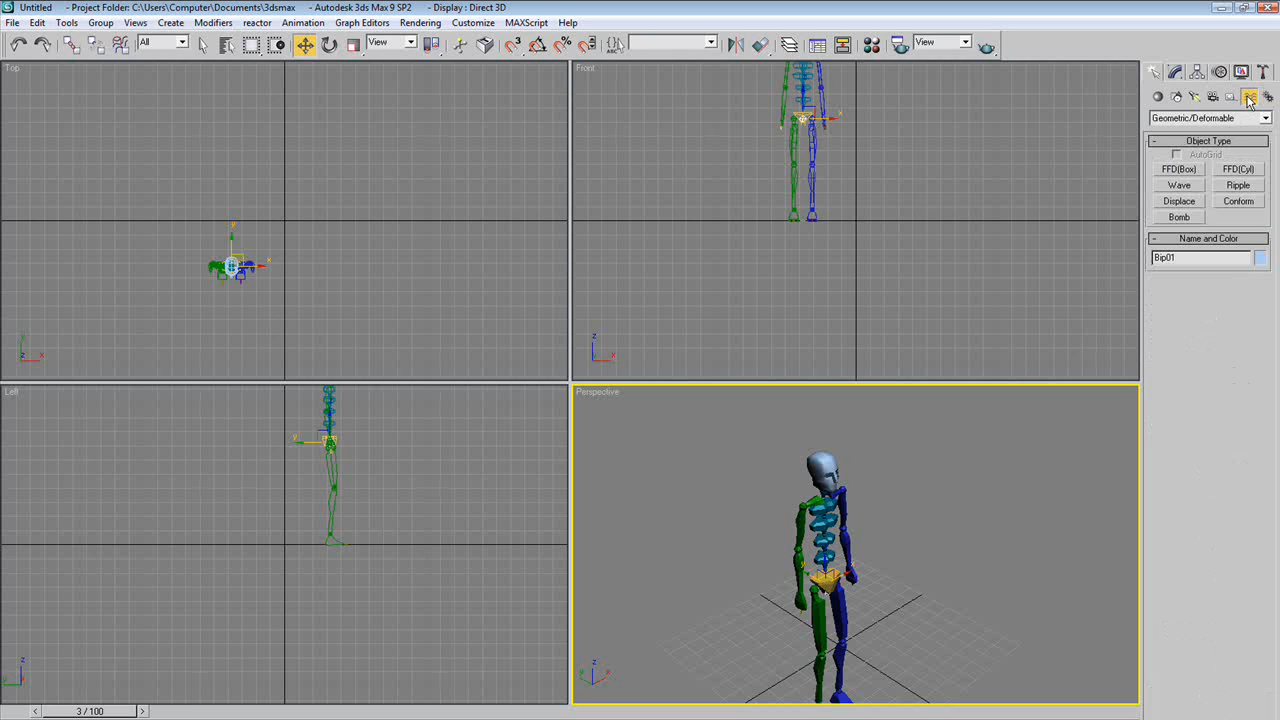 Untitled - Project Folder: C:\Users\Computer\Documents\3dsmax - Autodesk 3ds Max 9 SP2 - Display : Direct 3D
File Edit Tools Group Views Create Modifiers reactor Animation Graph Editors Rendering Customize MAXScript Help
All View View
Top Front
Geometric/Deformable
- Object Type
AutoGrid
FFD(Box) FFD(Cyl)
Wave Ripple
Displace Conform
Bomb
- Name and Color
Bip01
y x z x
z x y x z x
Left Perspective
y
y x
z y z y x
< 3 / 100 >